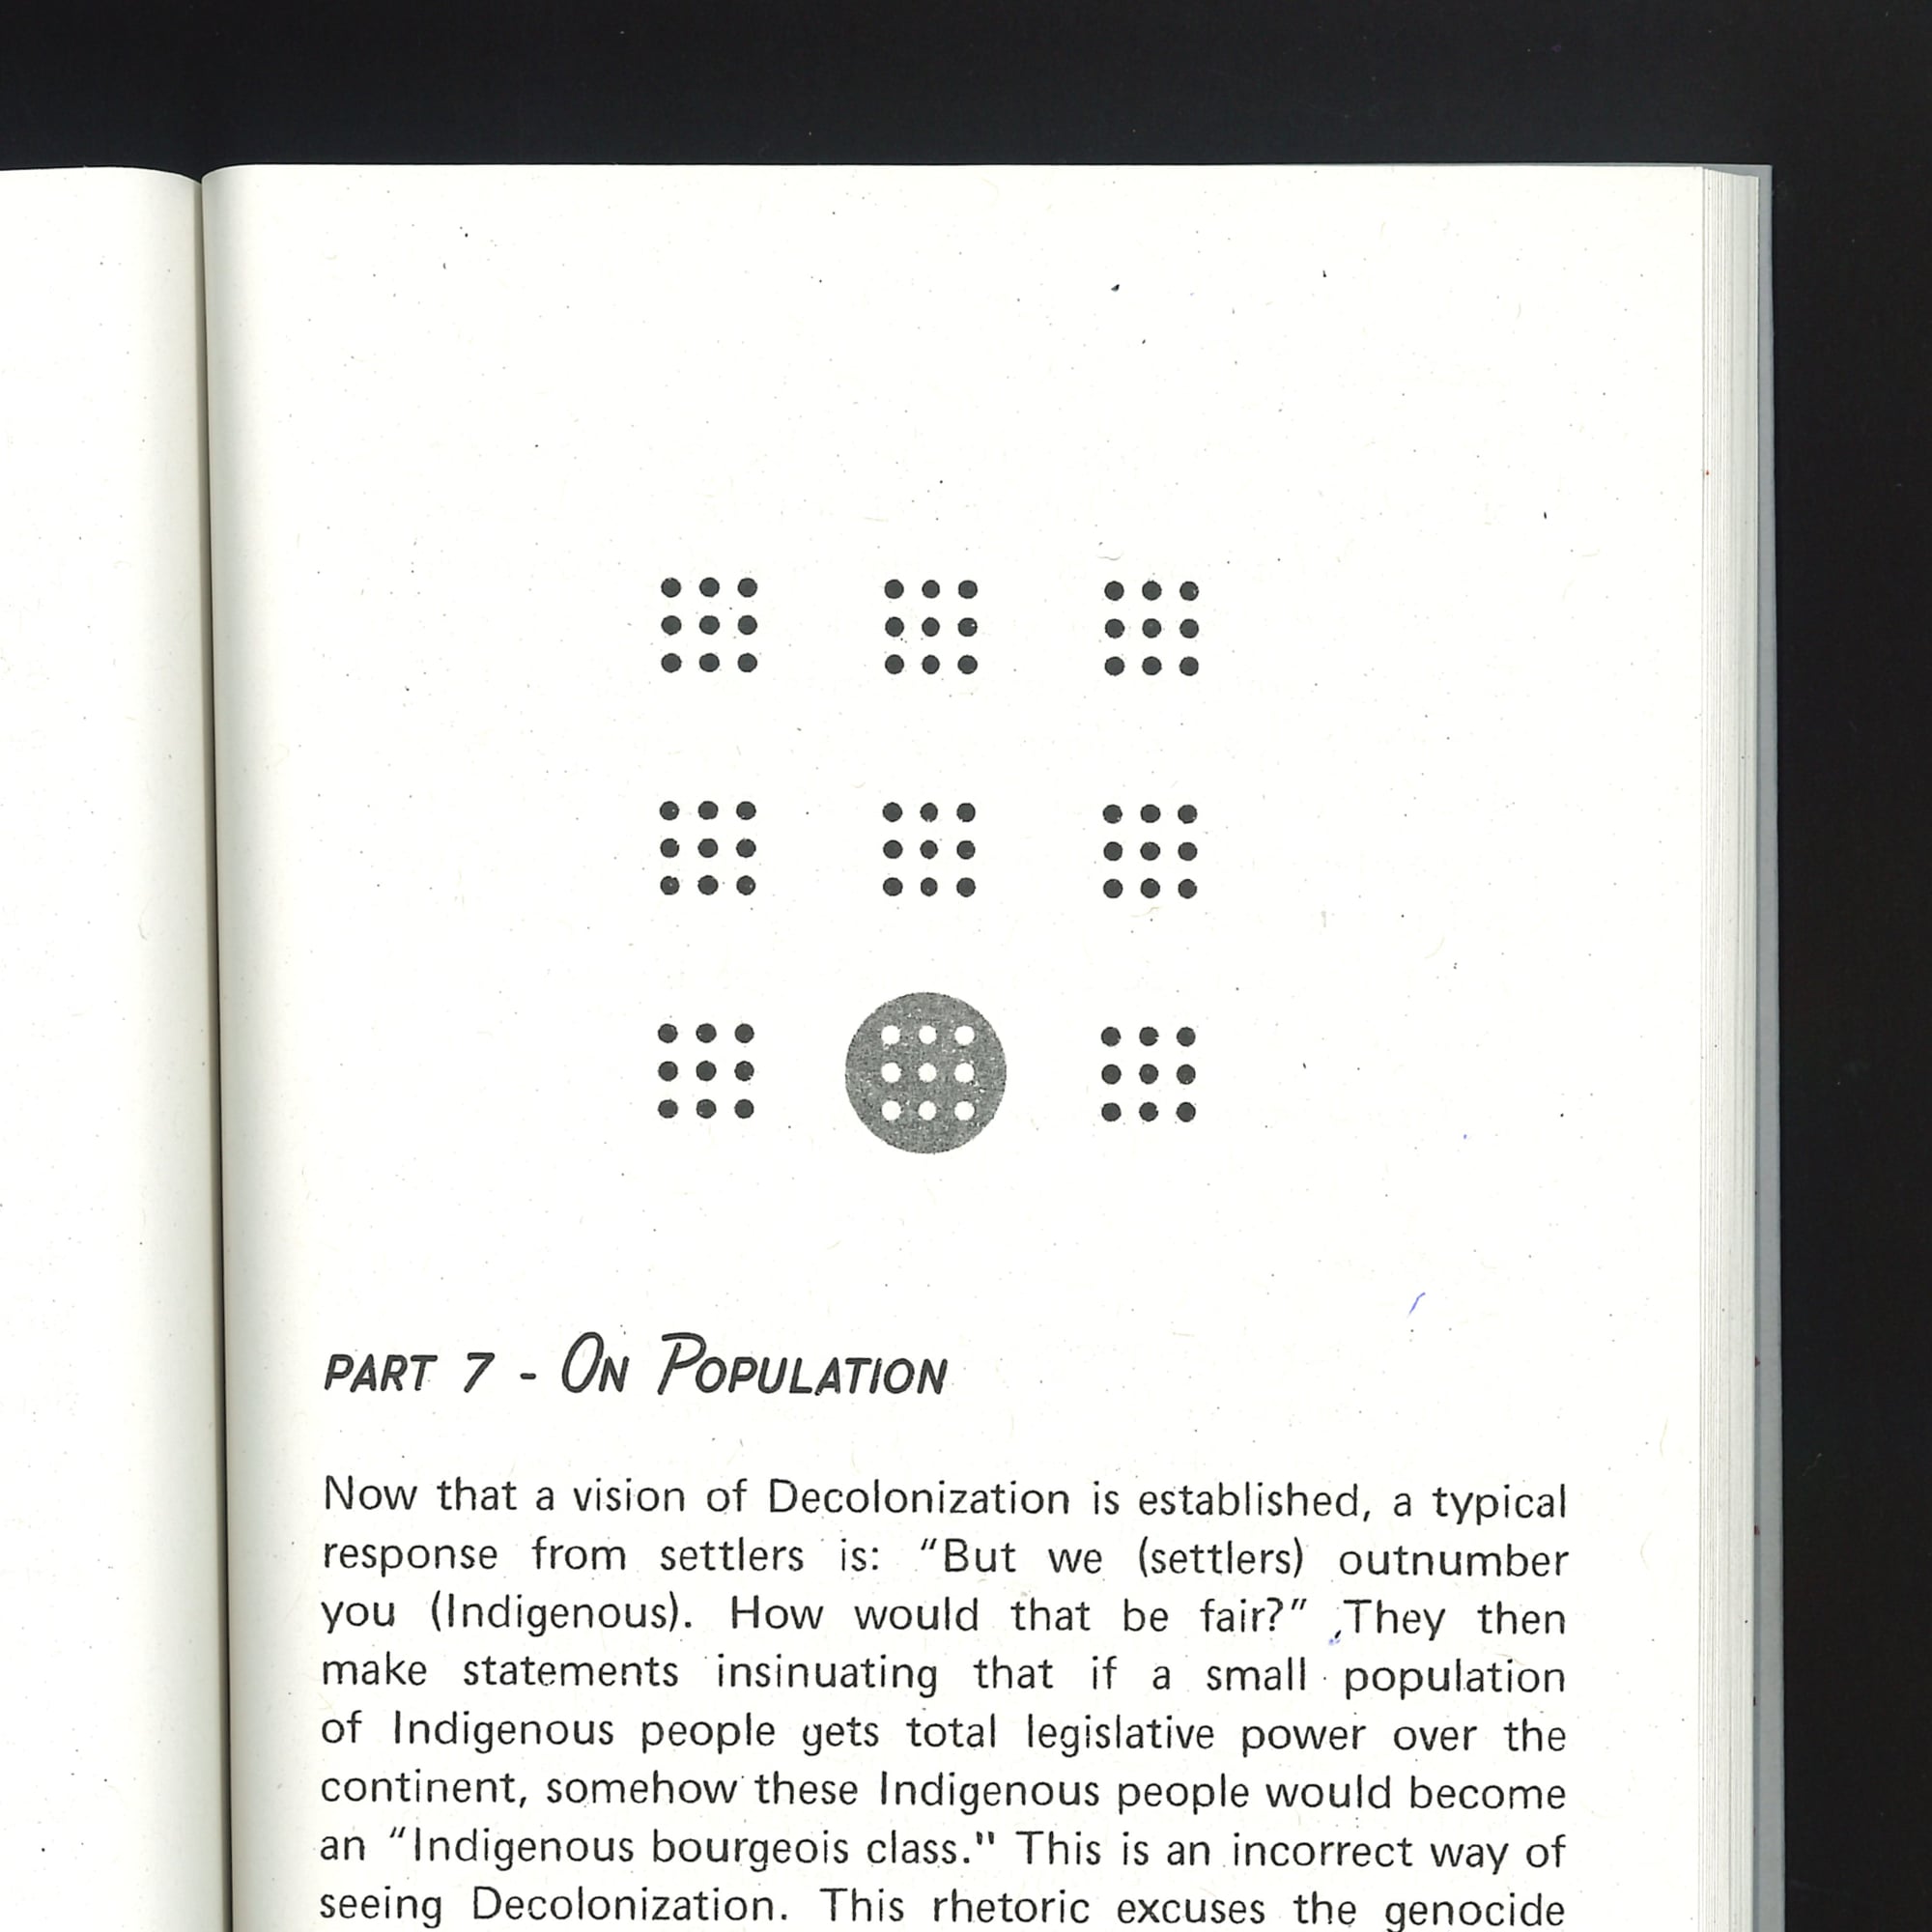 PART 7 - ON POPULATION
Now that a vision of Decolonization is established, a typical
response from settlers is: “But we (settlers) outnumber
you (Indigenous). How would that be fair?” They then
make statements insinuating that if a small population
of Indigenous people gets total legislative power over the
continent, somehow these Indigenous people would become
an “Indigenous bourgeois class." This is an incorrect way of
seeing Decolonization. This rhetoric excuses the genocide